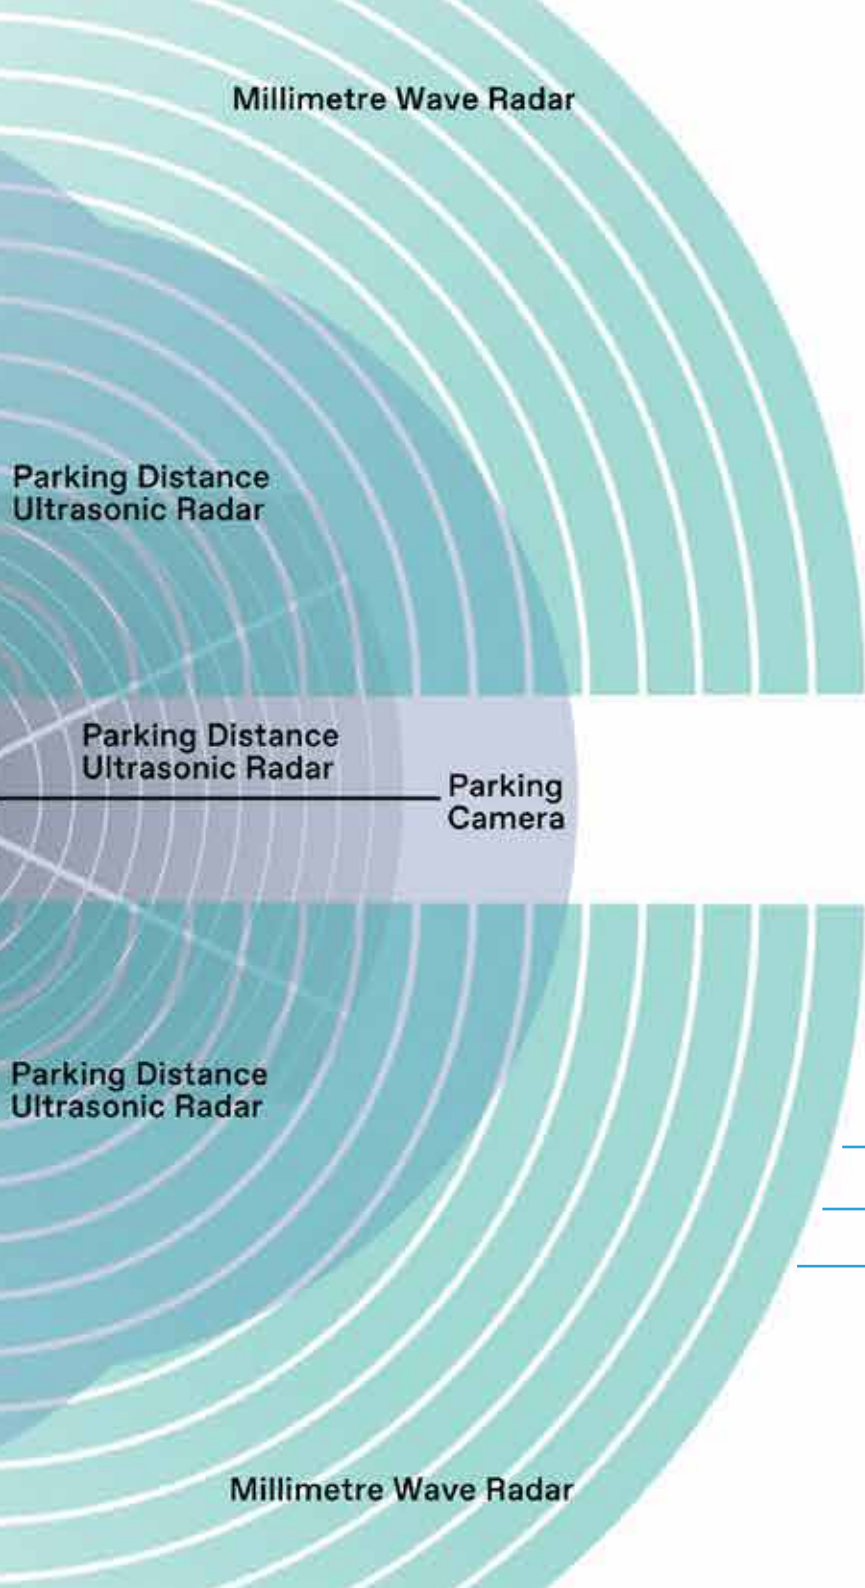 Millimetre Wave Radar
Parking Distance
Ultrasonic Radar
Parking Distance
Ultrasonic Radar
Parking
Camera
Parking Distance
Ultrasonic Radar
Millimetre Wave Radar